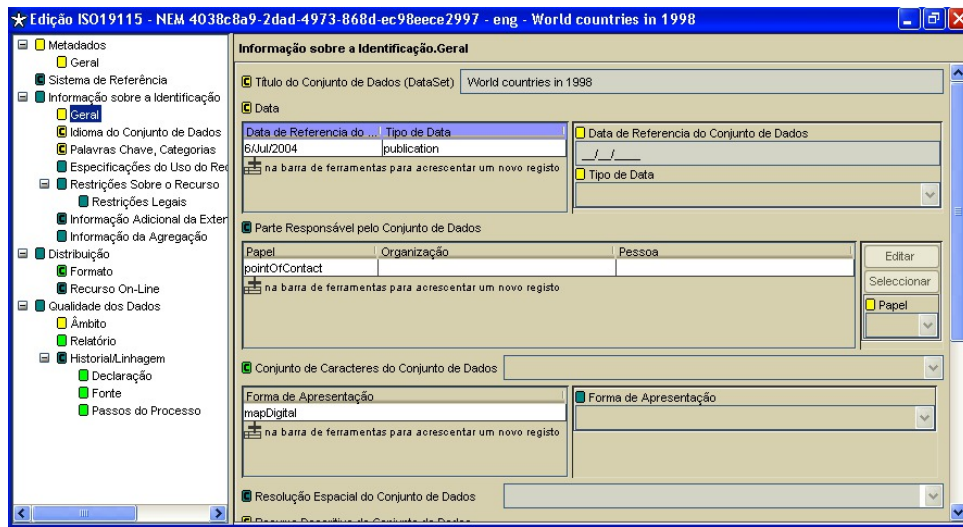 Edição ISO19115 - NEM 4038c8a9-2dad-4973-868d-ec98eece2997 - eng - World countries in 1998
Metadados
Geral
Sistema de Referência
Informação sobre a Identificação
Geral
Idioma do Conjunto de Dados
Palavras Chave, Categorias
Especificações do Uso do Rec
Restrições Sobre o Recurso
Restrições Legais
Informação Adicional da Exter
Informação da Agregação
Distribuição
Formato
Recurso On-Line
Qualidade dos Dados
Âmbito
Relatório
Historial/Linhagem
Declaração
Fonte
Passos do Processo
Informação sobre a Identificação.Geral
Título do Conjunto de Dados (DataSet) World countries in 1998
Data
Data de Referencia do ... Tipo de Data
6/Jul/2004 publication
na barra de ferramentas para acrescentar um novo registo
Data de Referencia do Conjunto de Dados
__/__/____
Tipo de Data
Parte Responsável pelo Conjunto de Dados
Papel Organização Pessoa
pointOfContact
na barra de ferramentas para acrescentar um novo registo
Editar
Seleccionar
Papel
Conjunto de Caracteres do Conjunto de Dados
Forma de Apresentação
mapDigital
na barra de ferramentas para acrescentar um novo registo
Forma de Apresentação
Resolução Espacial do Conjunto de Dados